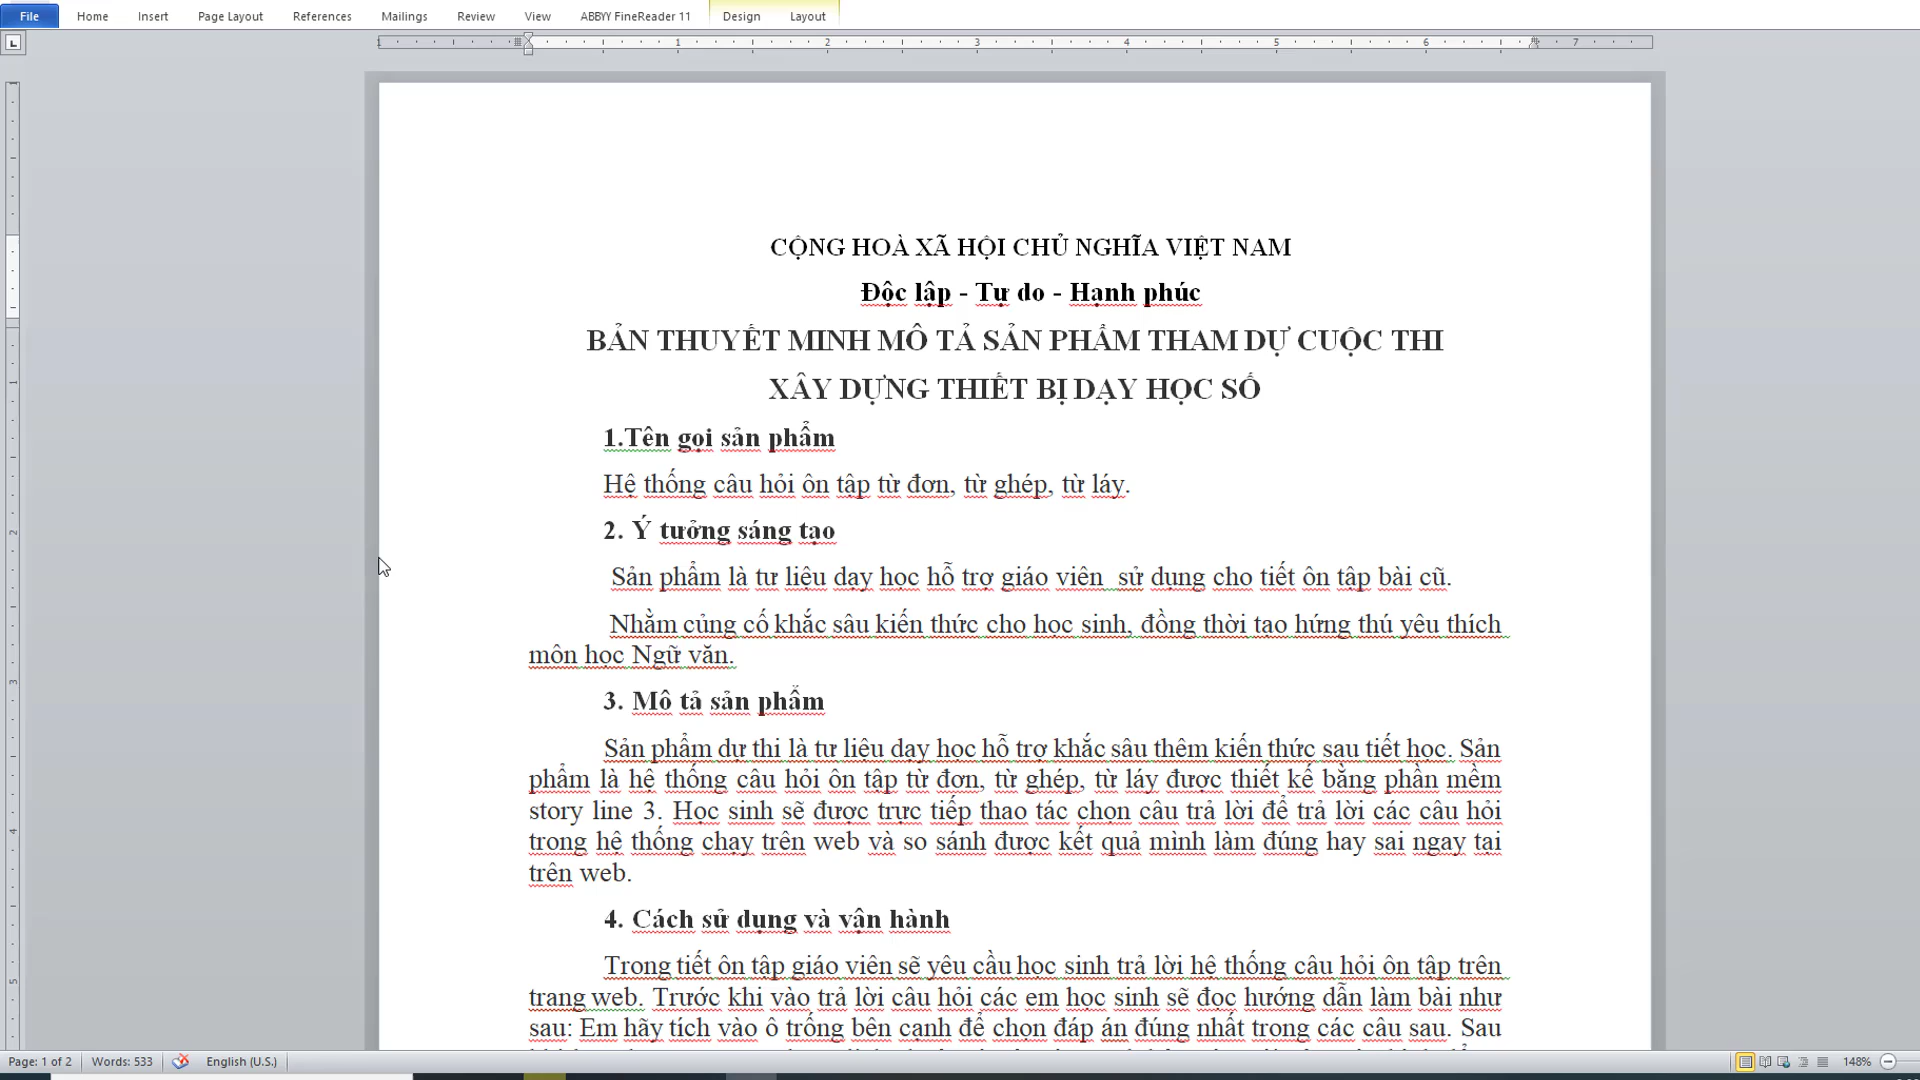 File Home Insert Page Layout References Mailings Review View ABBYY FineReader 11 Design Layout
1 1 2 3 4 5 6 7
CỘNG HOÀ XÃ HỘI CHỦ NGHĨA VIỆT NAM
Độc lập - Tự do - Hạnh phúc
BẢN THUYẾT MINH MÔ TẢ SẢN PHẨM THAM DỰ CUỘC THI
XÂY DỰNG THIẾT BỊ DẠY HỌC SỐ
1.Tên gọi sản phẩm
Hệ thống câu hỏi ôn tập từ đơn, từ ghép, từ láy.
2. Ý tưởng sáng tạo
Sản phẩm là tư liệu dạy học hỗ trợ giáo viên sử dụng cho tiết ôn tập bài cũ.
Nhằm củng cố khắc sâu kiến thức cho học sinh, đồng thời tạo hứng thú yêu thích
môn học Ngữ văn.
3. Mô tả sản phẩm
Sản phẩm dự thi là tư liệu dạy học hỗ trợ khắc sâu thêm kiến thức sau tiết học. Sản
phẩm là hệ thống câu hỏi ôn tập từ đơn, từ ghép, từ láy được thiết kế bằng phần mềm
story line 3. Học sinh sẽ được trực tiếp thao tác chọn câu trả lời để trả lời các câu hỏi
trong hệ thống chạy trên web và so sánh được kết quả mình làm đúng hay sai ngay tại
trên web.
4. Cách sử dụng và vận hành
Trong tiết ôn tập giáo viên sẽ yêu cầu học sinh trả lời hệ thống câu hỏi ôn tập trên
trang web. Trước khi vào trả lời câu hỏi các em học sinh sẽ đọc hướng dẫn làm bài như
sau: Em hãy tích vào ô trống bên cạnh để chọn đáp án đúng nhất trong các câu sau. Sau
Page: 1 of 2 Words: 533 English (U.S.) 148%